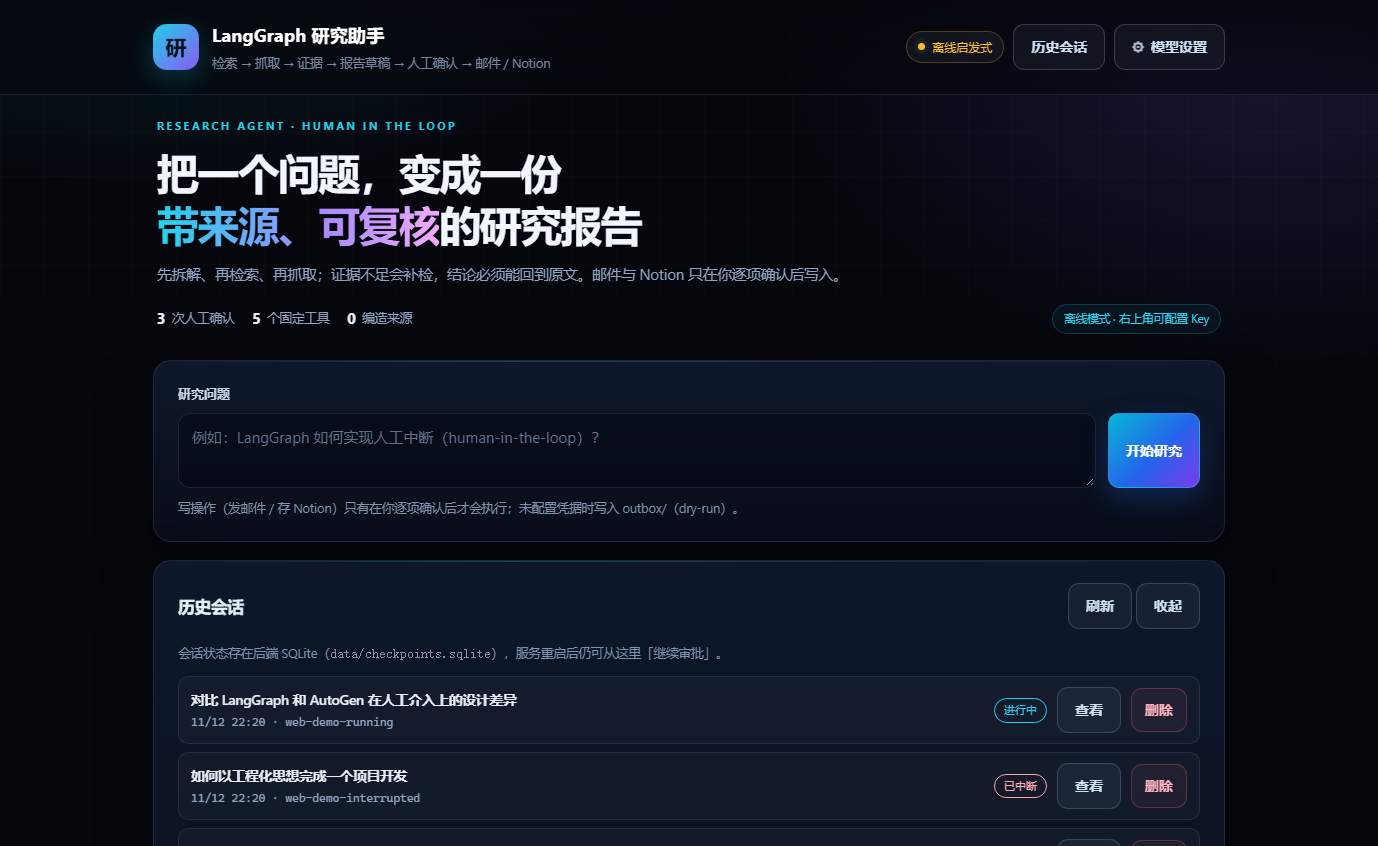 研
LangGraph 研究助手
检索 → 抓取 → 证据 → 报告草稿 → 人工确认 → 邮件 / Notion
离线启发式
历史会话
⚙ 模型设置
RESEARCH AGENT · HUMAN IN THE LOOP
把一个问题，变成一份
带来源、可复核的研究报告
先拆解、再检索、再抓取；证据不足会补检，结论必须能回到原文。邮件与 Notion 只在你逐项确认后写入。
3 次人工确认 5 个固定工具 0 编造来源
离线模式 · 右上角可配置 Key
研究问题
例如：LangGraph 如何实现人工中断（human-in-the-loop）？
开始研究
写操作（发邮件 / 存 Notion）只有在你逐项确认后才会执行；未配置凭据时写入 outbox/（dry-run）。
历史会话
刷新
收起
会话状态存在后端 SQLite（data/checkpoints.sqlite），服务重启后仍可从这里「继续审批」。
对比 LangGraph 和 AutoGen 在人工介入上的设计差异
11/12 22:20 · web-demo-running
进行中
查看
删除
如何以工程化思想完成一个项目开发
11/12 22:20 · web-demo-interrupted
已中断
查看
删除